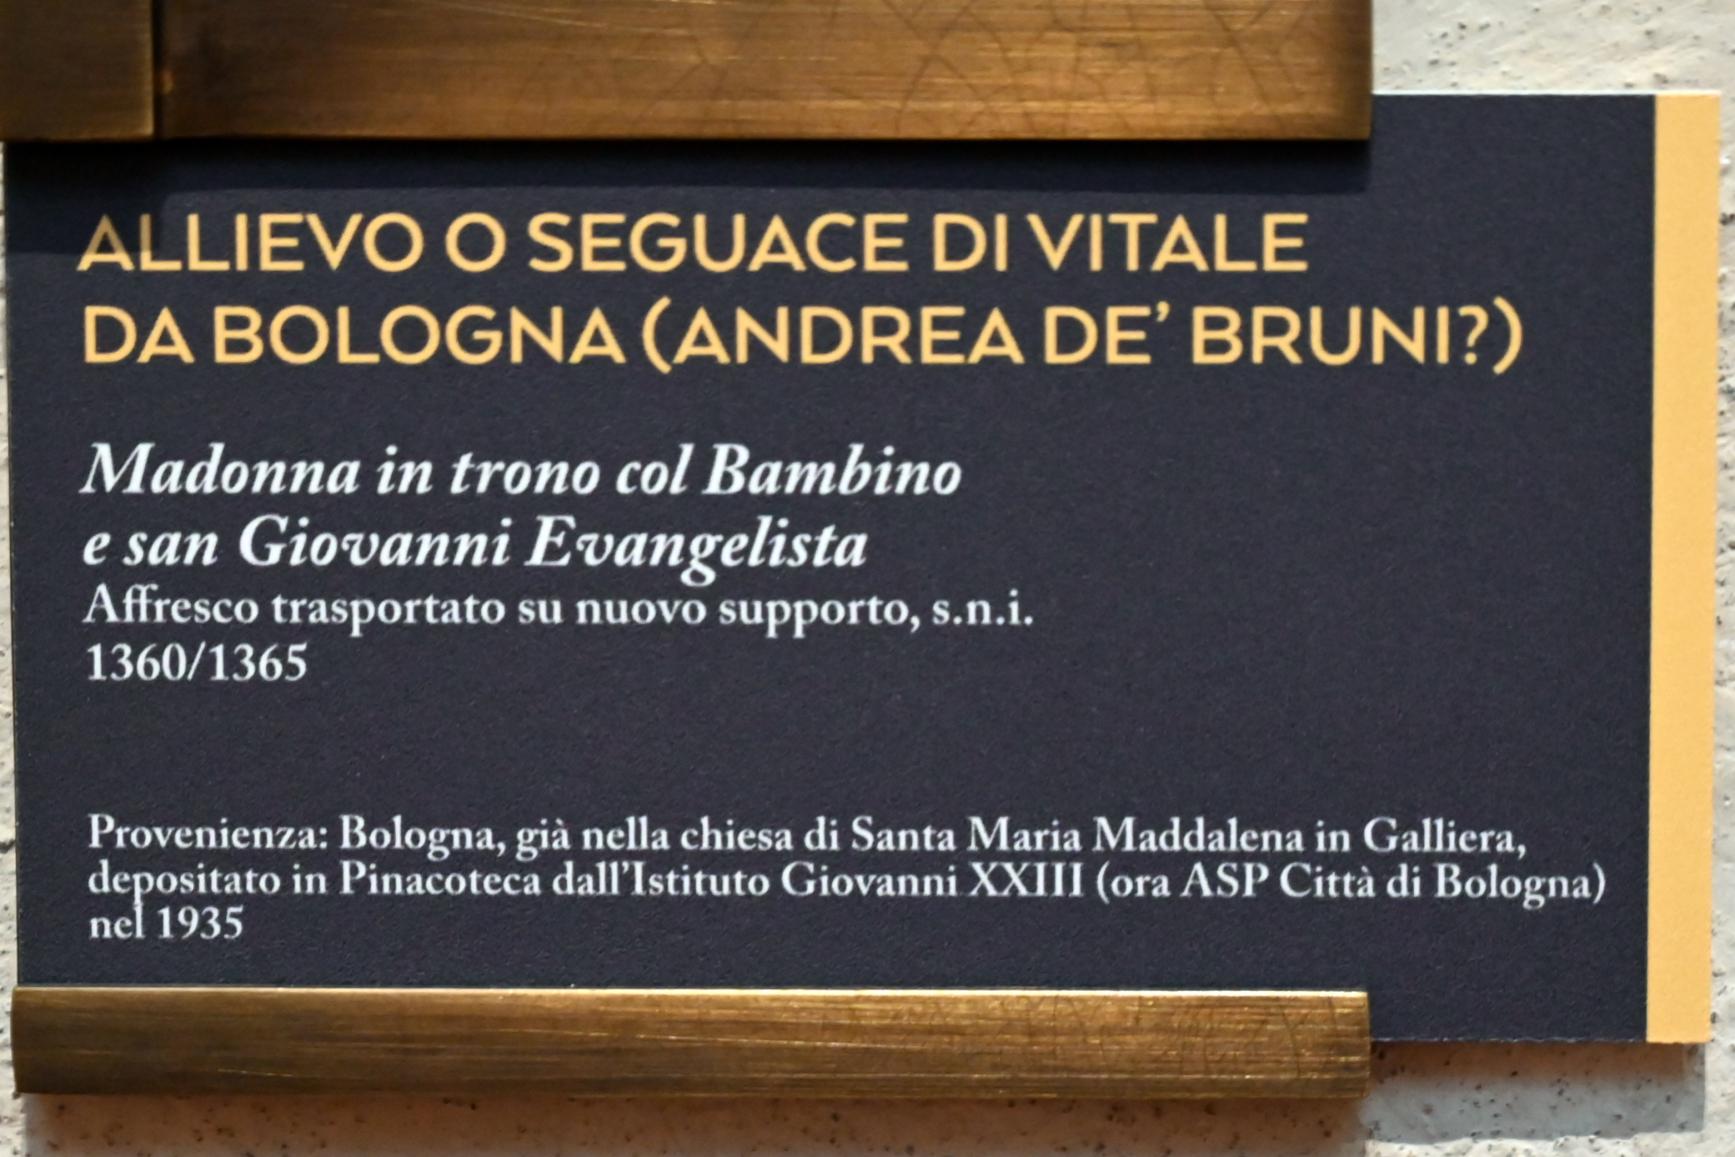 ALLIEVO O SEGUACE DI VITALE
DA BOLOGNA (ANDREA DE' BRUNI?)
Madonna in trono col Bambino
e san Giovanni Evangelista
Affresco trasportato su nuovo supporto, s.n.i.
1360/1365
Provenienza: Bologna, già nella chiesa di Santa Maria Maddalena in Galliera,
depositato in Pinacoteca dall'Istituto Giovanni XXIII (ora ASP Città di Bologna)
nel 1935